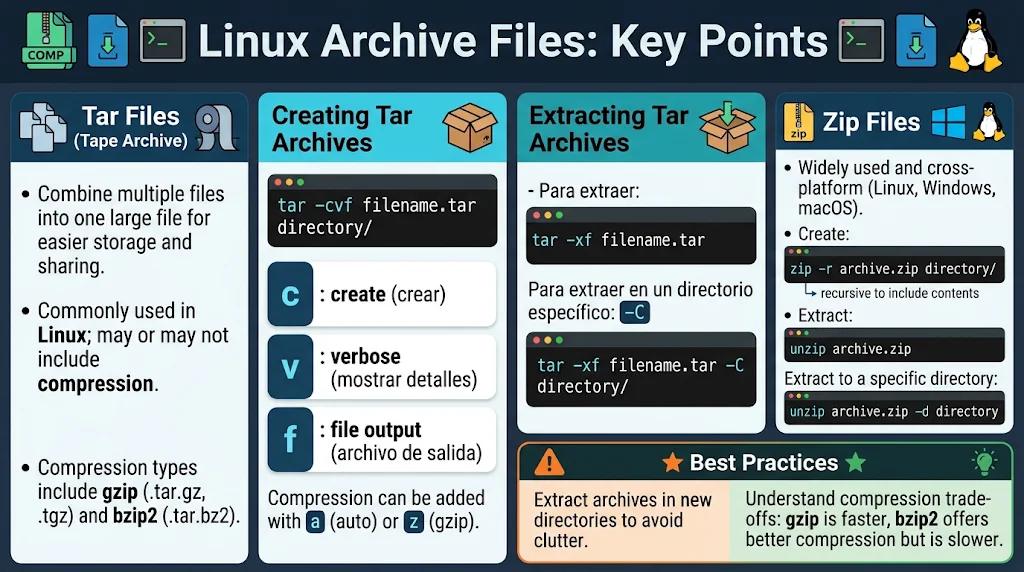 COMP
Linux Archive Files: Key Points
Tar Files
(Tape Archive)
• Combine multiple files
into one large file for
easier storage and
sharing.
• Commonly used in
Linux; may or may not
include
compression.
• Compression types
include gzip (.tar.gz,
.tgz) and bzip2 (.tar.bz2).
Creating Tar
Archives
tar -cvf filename.tar
directory/
c : create (crear)
v : verbose
(mostrar detalles)
f : file output
(archivo de salida)
Compression can be added
with a (auto) or z (gzip).
Extracting Tar
Archives
- Para extraer:
tar -xf filename.tar
Para extraer en un directorio
específico: -C
tar -xf filename.tar -C
directory/
zip
Zip Files
• Widely used and cross-
platform (Linux, Windows,
macOS).
• Create:
zip -r archive.zip directory/
recursive to include contents
• Extract:
unzip archive.zip
Extract to a specific directory:
unzip archive.zip -d directory
Best Practices
Extract archives in new
directories to avoid
clutter.
Understand compression trade-
offs: gzip is faster, bzip2 offers
better compression but is slower.